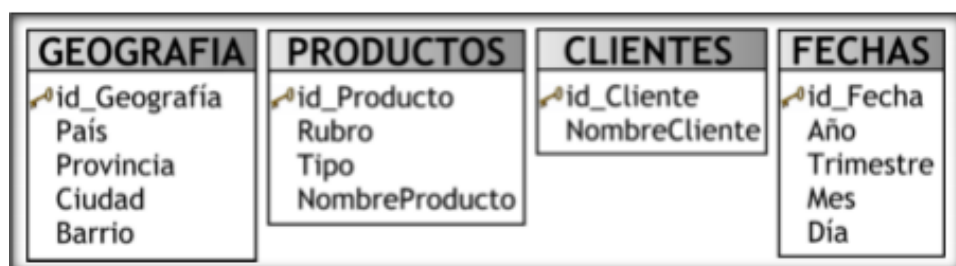 GEOGRAFIA
id_Geografía
País
Provincia
Ciudad
Barrio
PRODUCTOS
id_Producto
Rubro
Tipo
NombreProducto
CLIENTES
id_Cliente
NombreCliente
FECHAS
id_Fecha
Año
Trimestre
Mes
Día